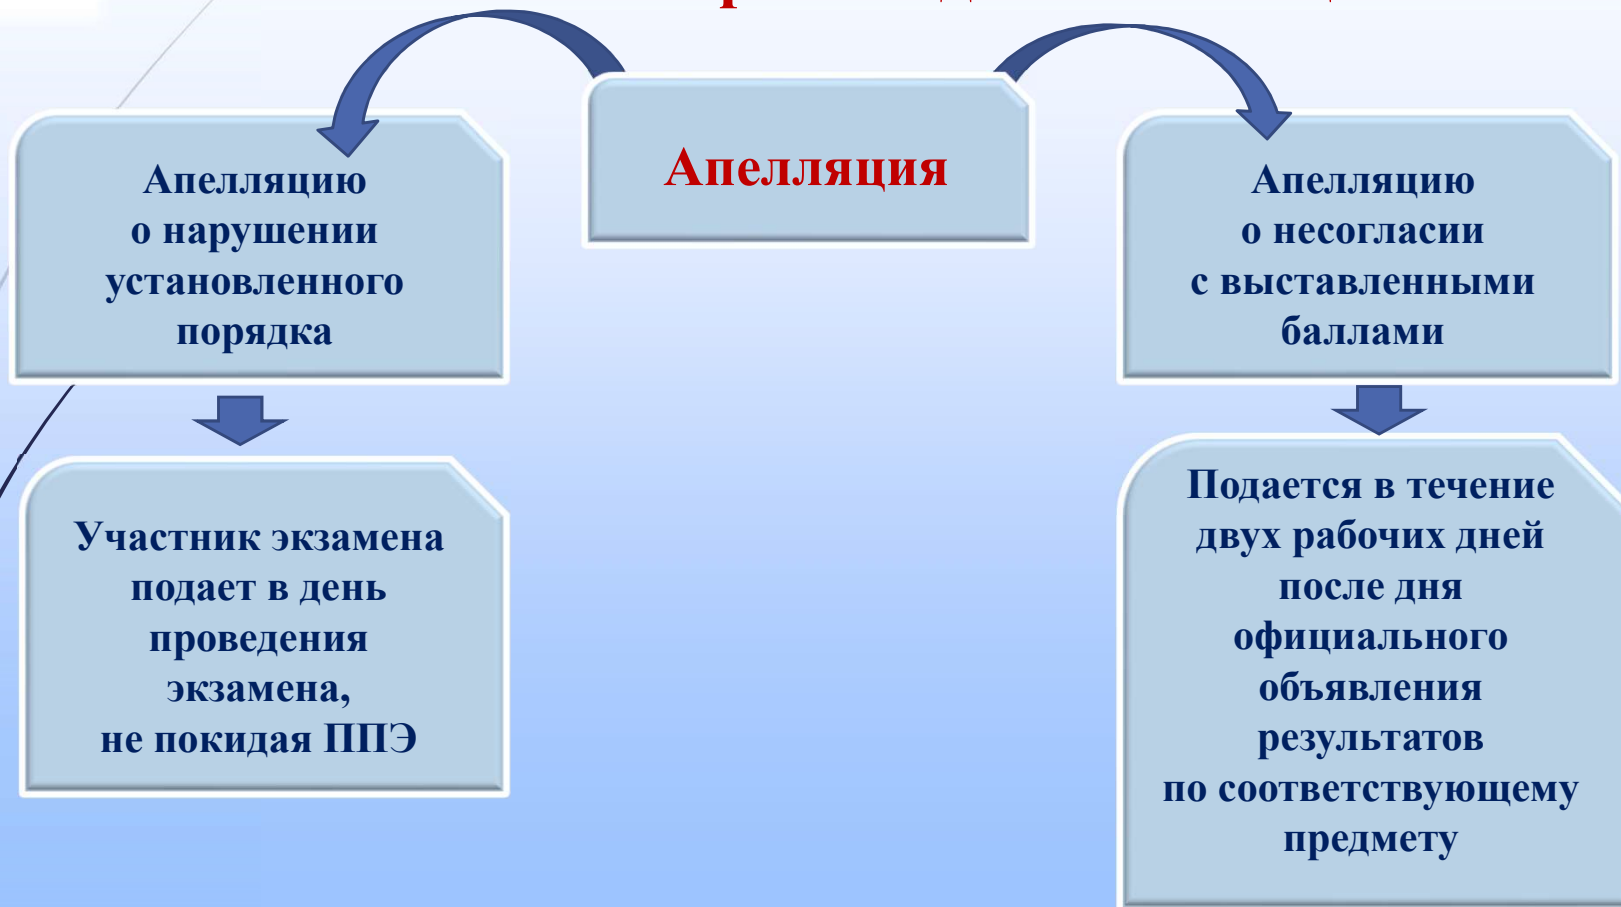 Апелляция
Апелляцию
о нарушении
установленного
порядка
Участник экзамена
подает в день
проведения
экзамена,
не покидая ППЭ
Апелляцию
о несогласии
с выставленными
баллами
Подается в течение
двух рабочих дней
после дня
официального
объявления
результатов
по соответствующему
предмету